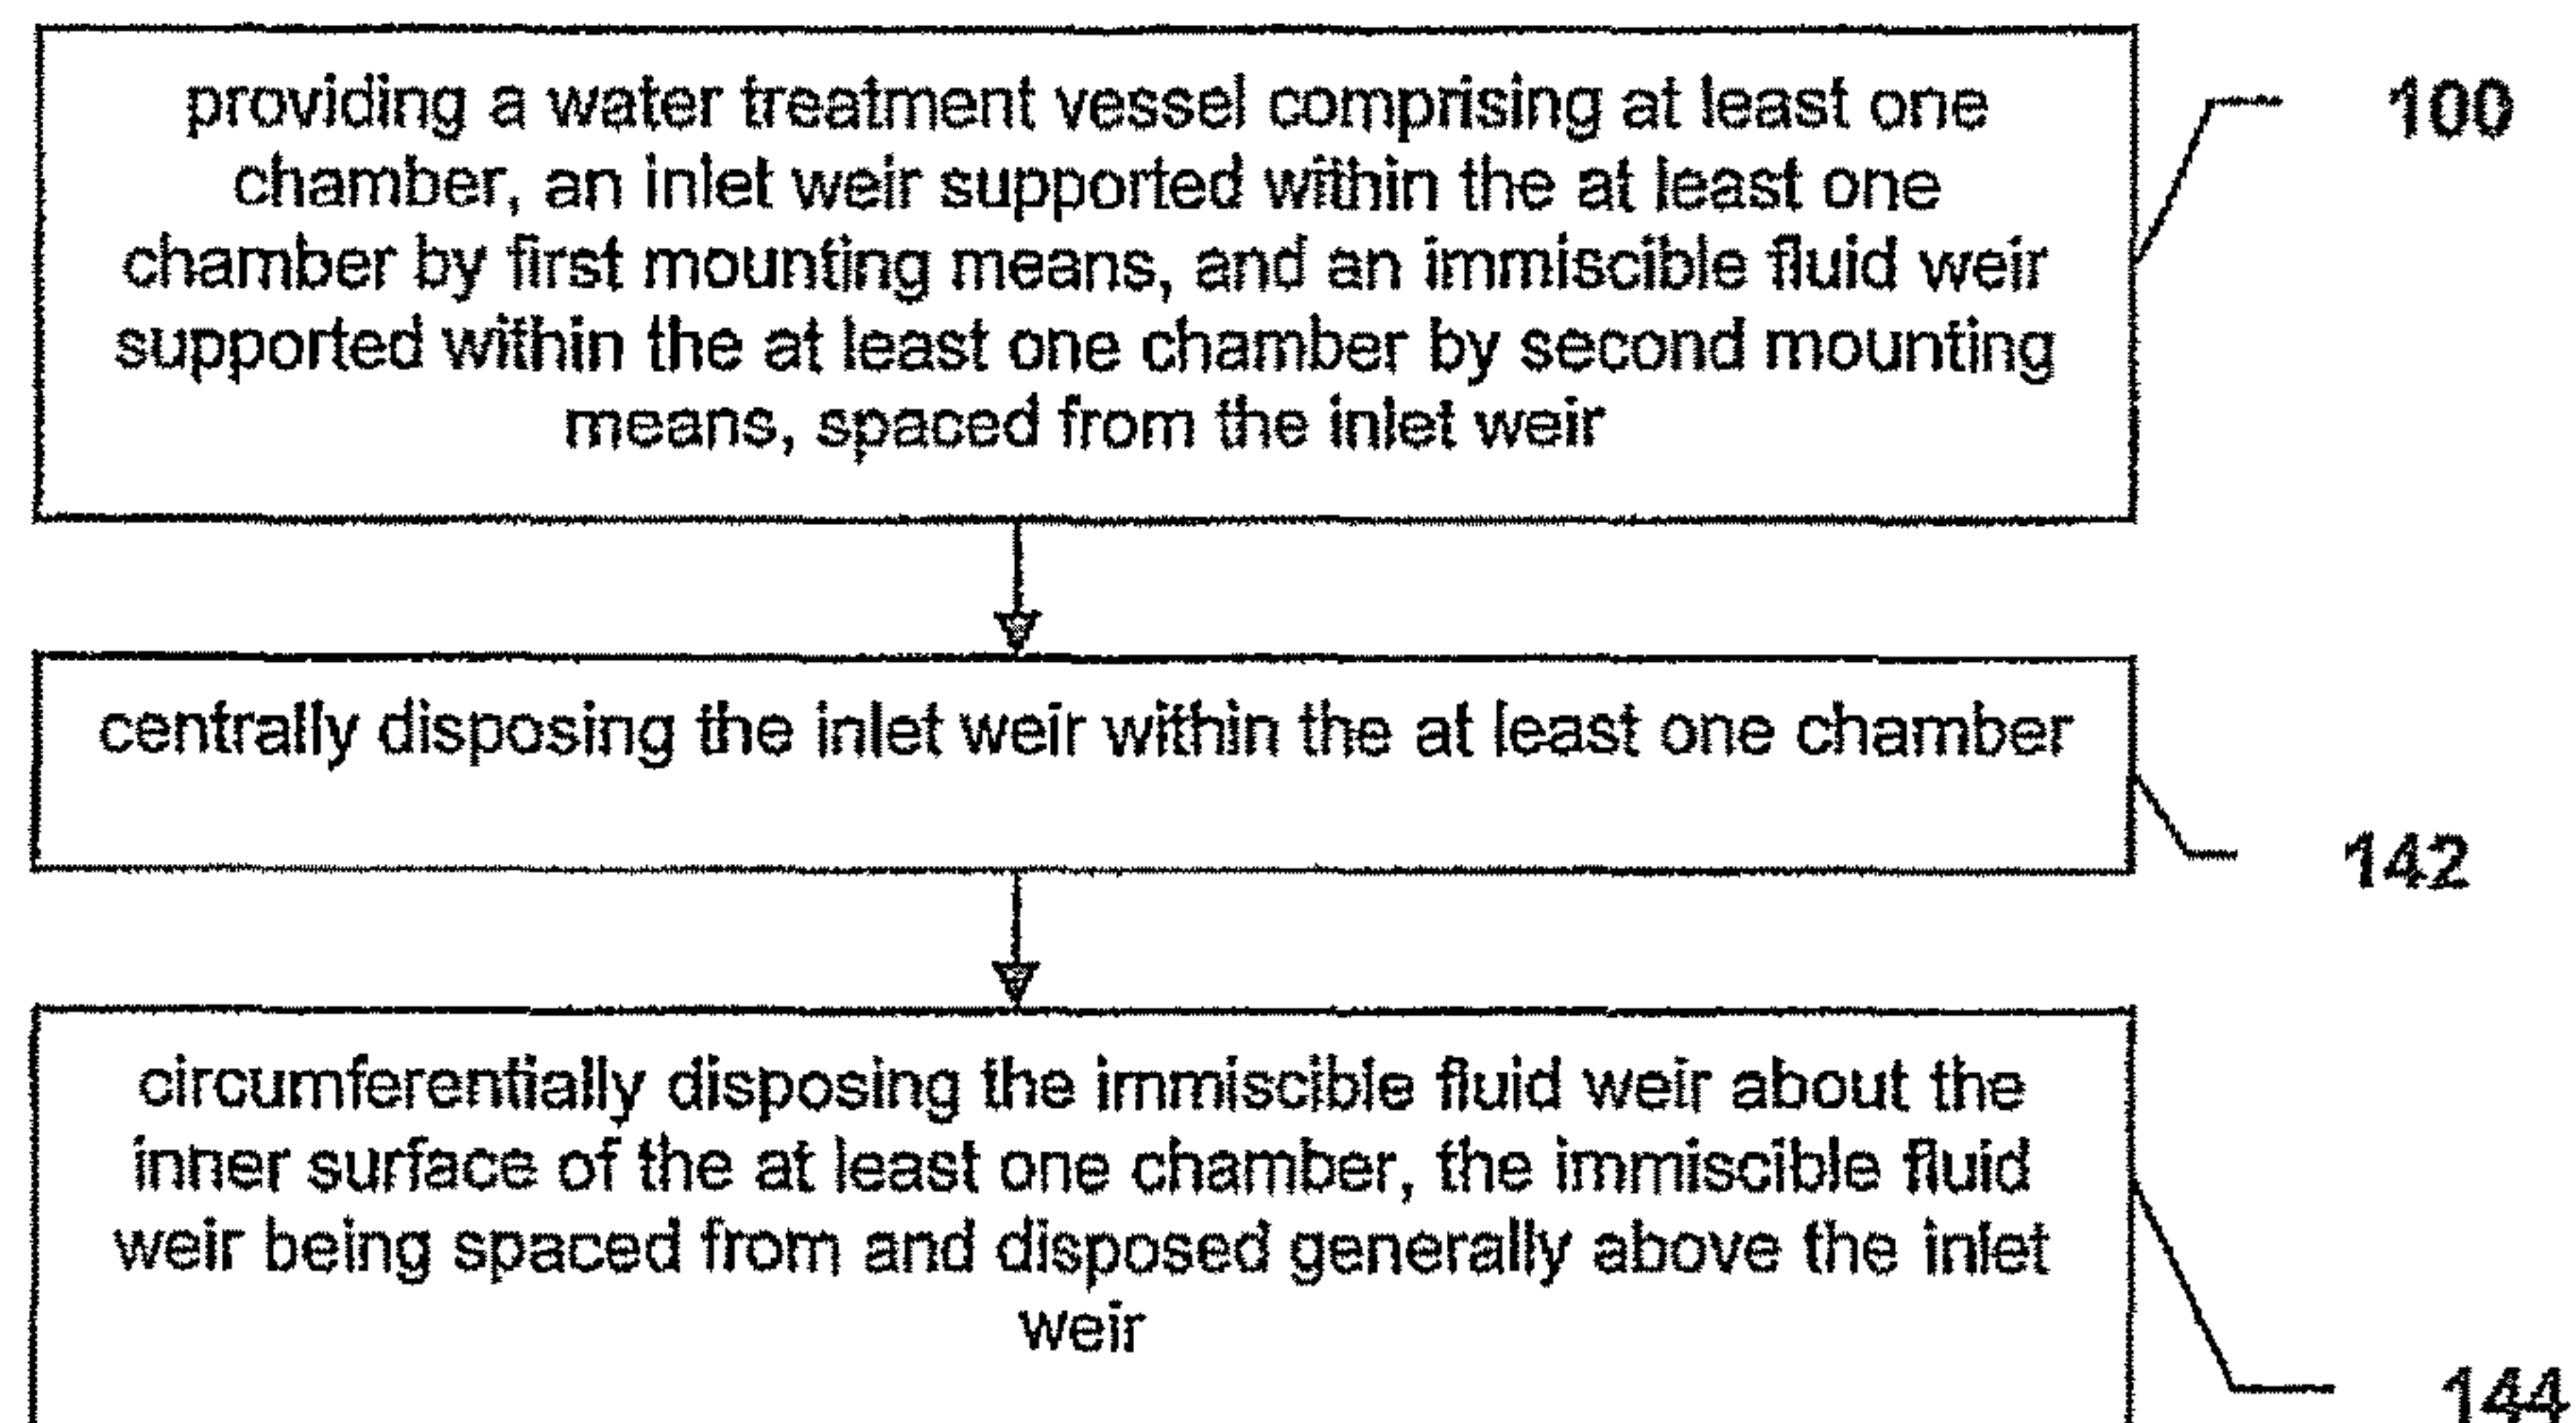 providing a water treatment vessel comprising at least one
chamber, an inlet weir supported within the at least one
chamber by first mounting means, and an immiscible fluid weir
supported within the at least one chamber by second mounting
means, spaced from the inlet weir
100
centrally disposing the inlet weir within the at least one chamber
142
circumferentially disposing the immiscible fluid weir about the
inner surface of the at least one chamber, the immiscible fluid
weir being spaced from and disposed generally above the inlet
weir
144